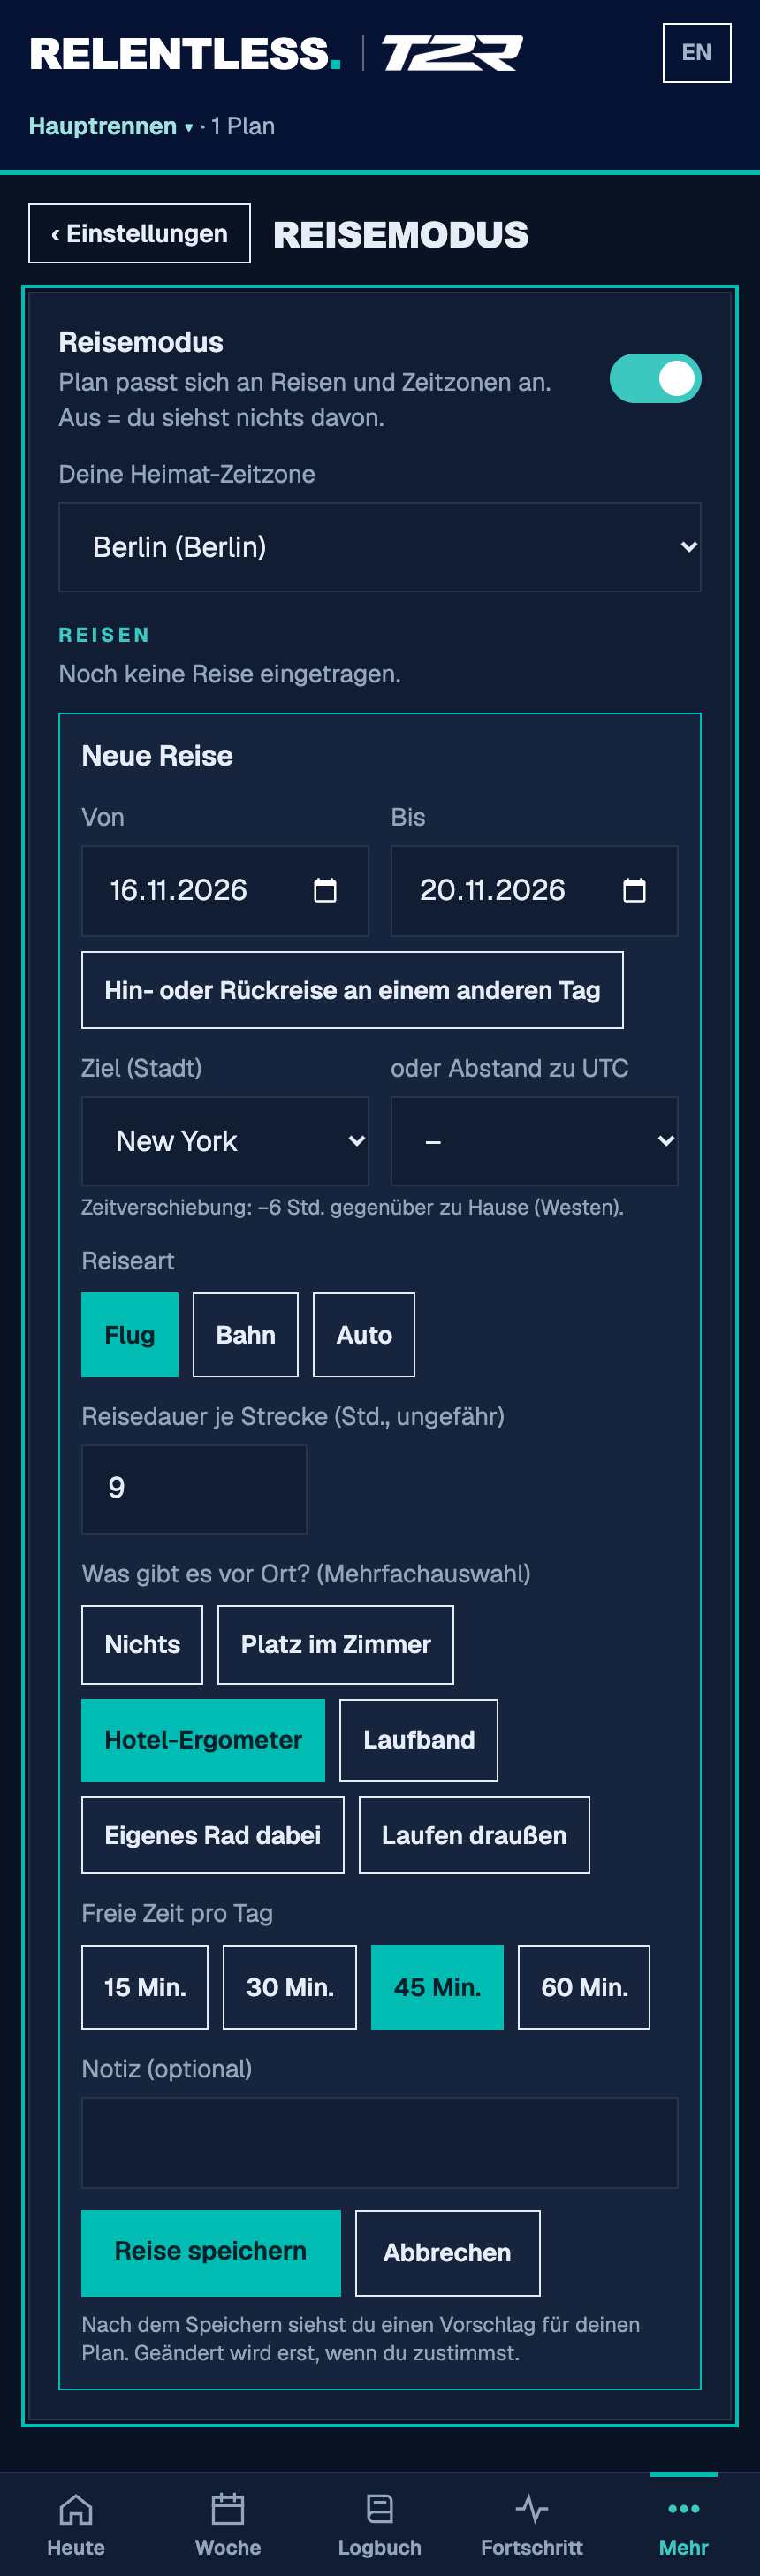 RELENTLESS. T2R EN
Hauptrennen ▾ · 1 Plan
‹ Einstellungen REISEMODUS
Reisemodus
Plan passt sich an Reisen und Zeitzonen an.
Aus = du siehst nichts davon.
Deine Heimat-Zeitzone
Berlin (Berlin)
REISEN
Noch keine Reise eingetragen.
Neue Reise
Von Bis
16.11.2026 20.11.2026
Hin- oder Rückreise an einem anderen Tag
Ziel (Stadt) oder Abstand zu UTC
New York –
Zeitverschiebung: −6 Std. gegenüber zu Hause (Westen).
Reiseart
Flug Bahn Auto
Reisedauer je Strecke (Std., ungefähr)
9
Was gibt es vor Ort? (Mehrfachauswahl)
Nichts Platz im Zimmer
Hotel-Ergometer Laufband
Eigenes Rad dabei Laufen draußen
Freie Zeit pro Tag
15 Min. 30 Min. 45 Min. 60 Min.
Notiz (optional)
Reise speichern Abbrechen
Nach dem Speichern siehst du einen Vorschlag für deinen
Plan. Geändert wird erst, wenn du zustimmst.
Heute Woche Logbuch Fortschritt Mehr